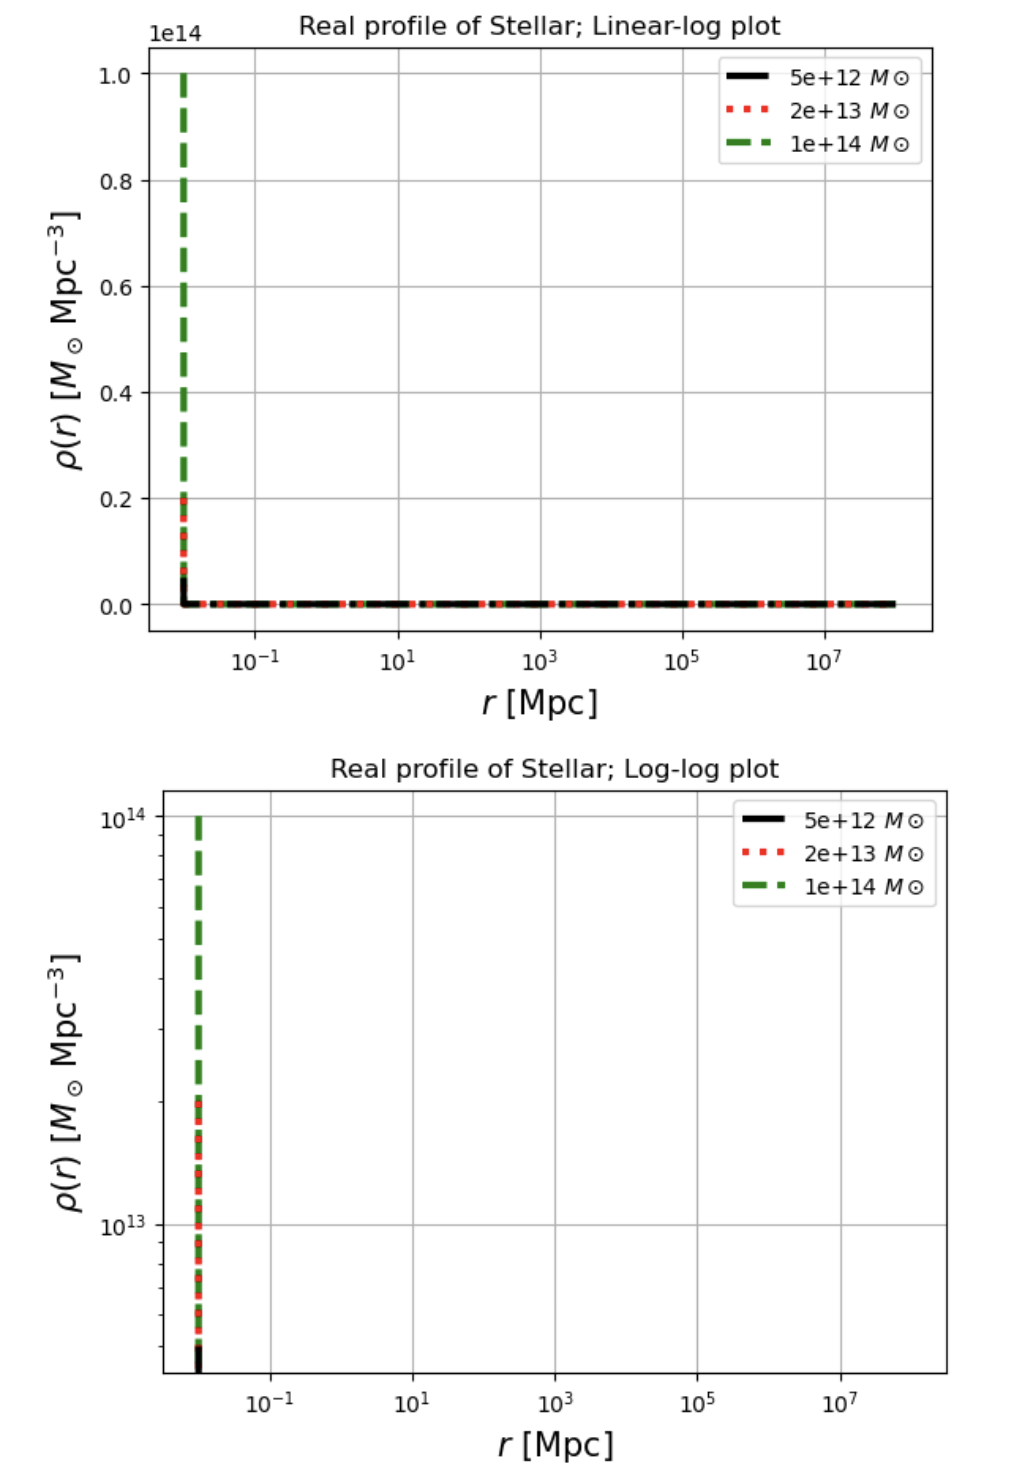 Real profile of Stellar; Linear-log plot
1e14
5e+12 M⊙
2e+13 M⊙
1e+14 M⊙
1.0
0.8
0.6
0.4
0.2
0.0
ρ(r) [M⊙ Mpc⁻³]
10⁻¹ 10¹ 10³ 10⁵ 10⁷
r [Mpc]
Real profile of Stellar; Log-log plot
5e+12 M⊙
2e+13 M⊙
1e+14 M⊙
10¹⁴
10¹³
ρ(r) [M⊙ Mpc⁻³]
10⁻¹ 10¹ 10³ 10⁵ 10⁷
r [Mpc]